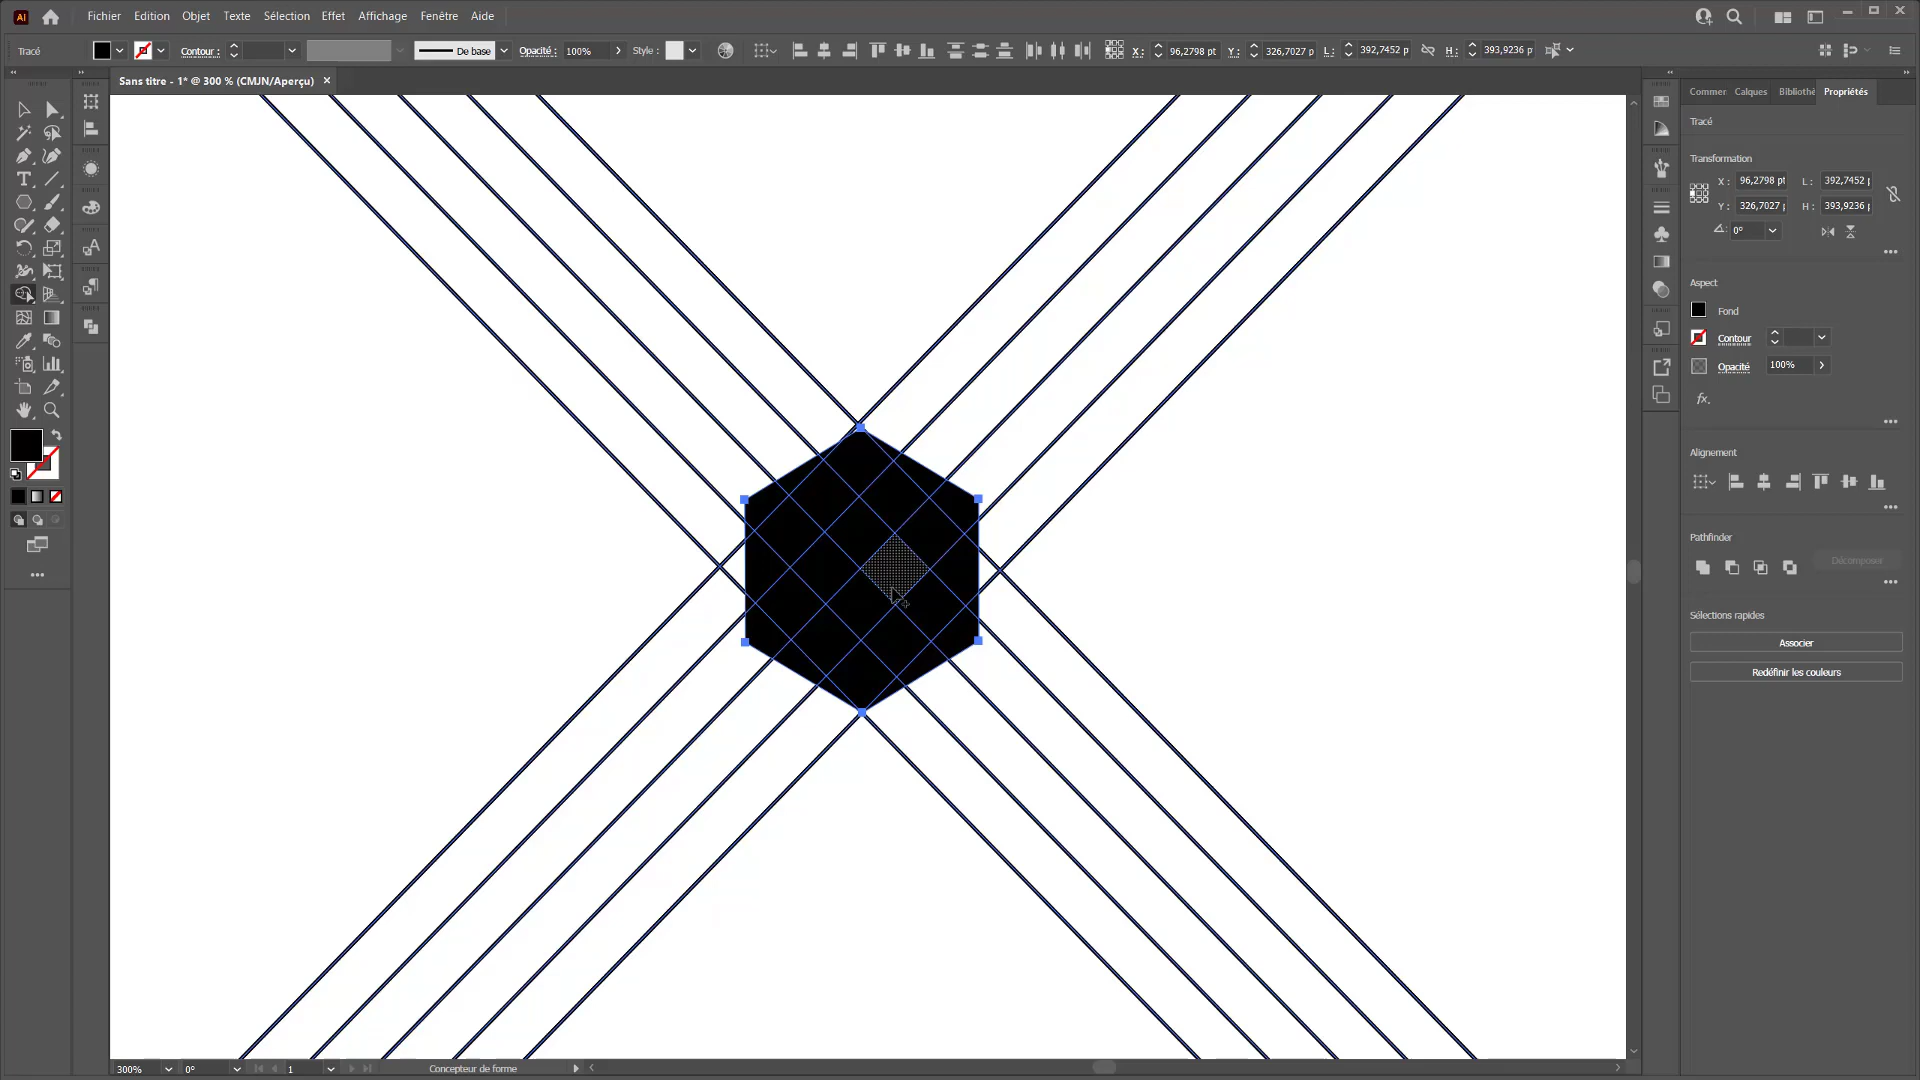 Ai Fichier Edition Objet Texte Sélection Effet Affichage Fenêtre Aide
Tracé Contour : De base Opacité : 100% Style : X : 96,2798 pt Y : 326,7027 p L : 392,7452 p H : 393,9236 p
Sans titre - 1* @ 300 % (CMJN/Aperçu) ×
Commer Calques Bibliothè Propriétés
Tracé
Transformation
X : 96,2798 pt L : 392,7452 p
Y : 326,7027 p H : 393,9236 p
0°
Aspect
Fond
Contour
Opacité 100%
fx.
Alignement
Pathfinder
Décomposer
Sélections rapides
Associer
Redéfinir les couleurs
300% 0° 1 Concepteur de forme